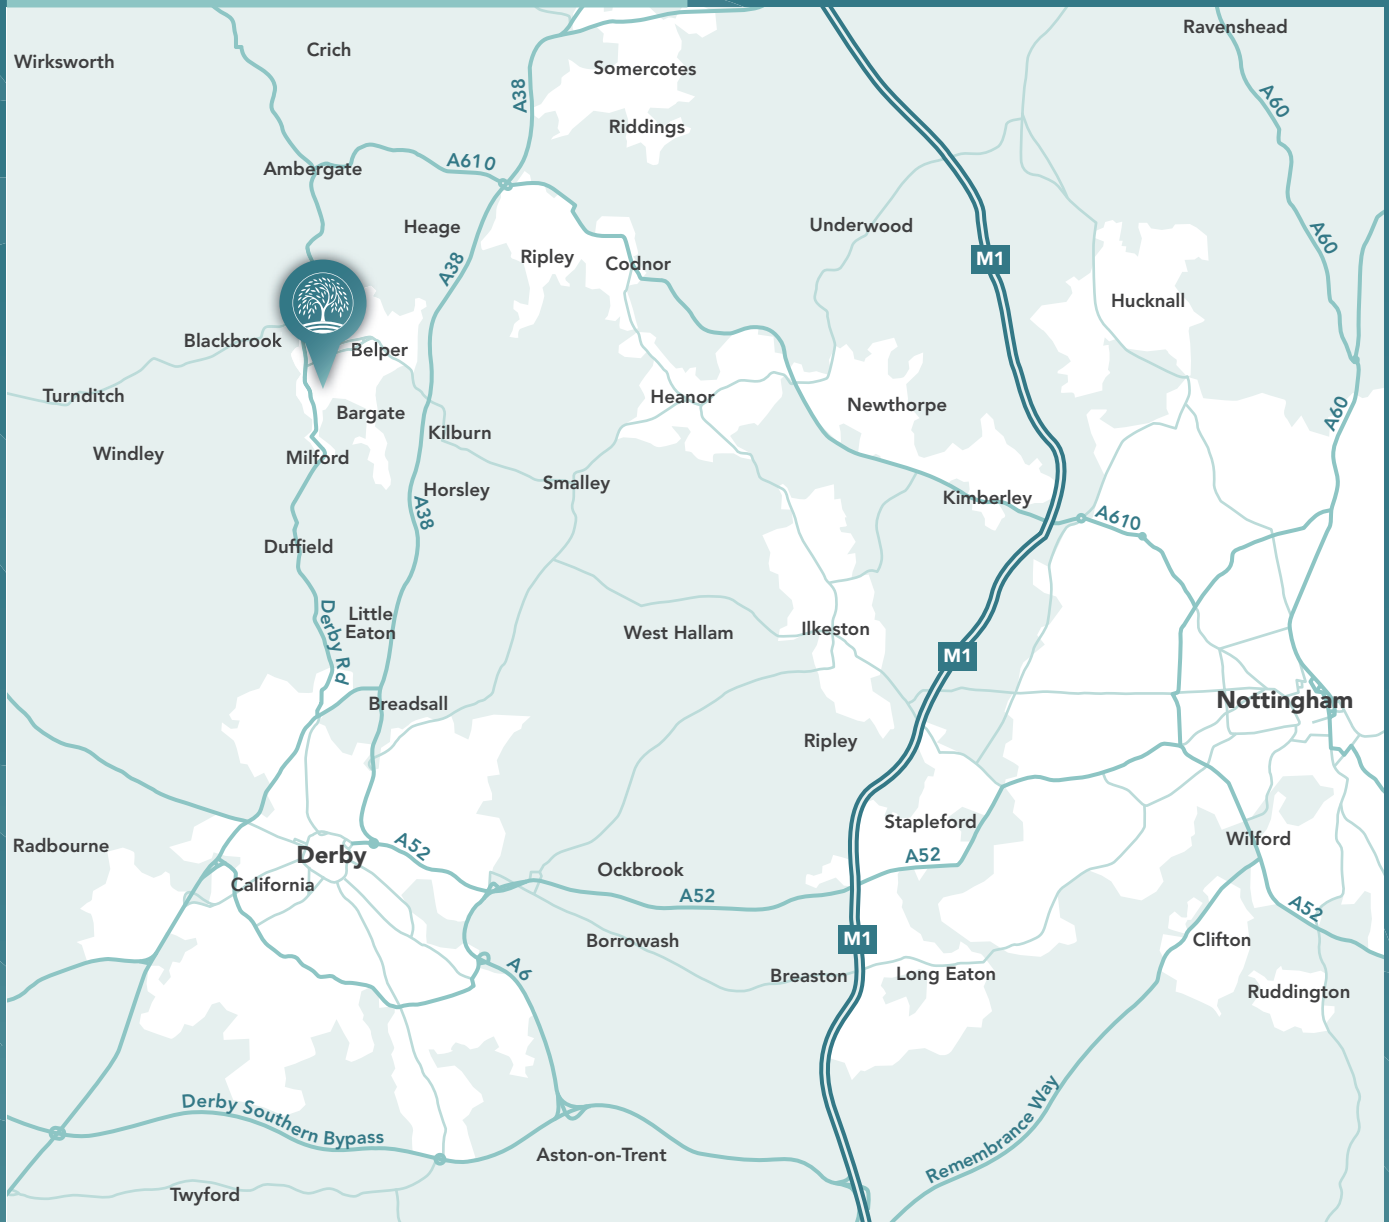 Ravenshead
Crich
Wirksworth
Somercotes
A38
A60
Riddings
A610
Ambergate
Underwood
Heage
A60
Ripley
M1
Codnor
A38
Hucknall
Blackbrook
Belper
Turnditch
Heanor
Newthorpe
Bargate
A60
Kilburn
Windley
Milford
Smalley
Horsley
Kimberley
A38
A610
Duffield
Little
Eaton
Derby Rd
West Hallam
Ilkeston
M1
Nottingham
Breadsall
Ripley
Stapleford
Wilford
Radbourne
A52
Derby
A52
Ockbrook
California
A52
A52
Borrowash
M1
Clifton
A6
Breaston
Long Eaton
Ruddington
Derby Southern Bypass
Remembrance Way
Aston-on-Trent
Twyford